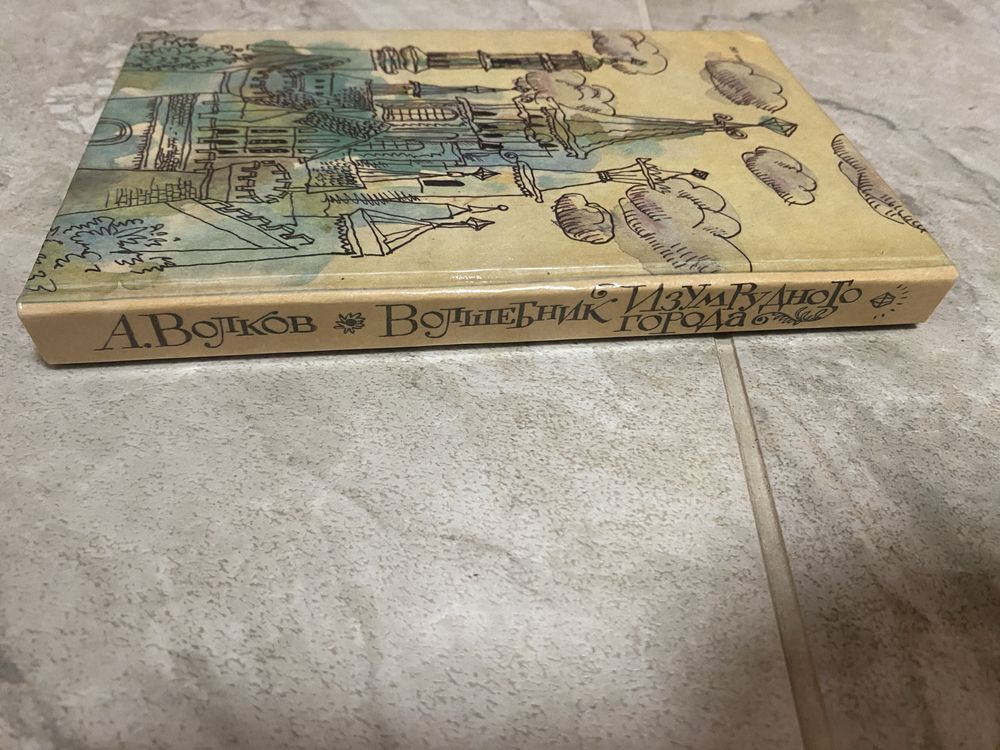 А. Волков
Волшебник Изумрудного
города